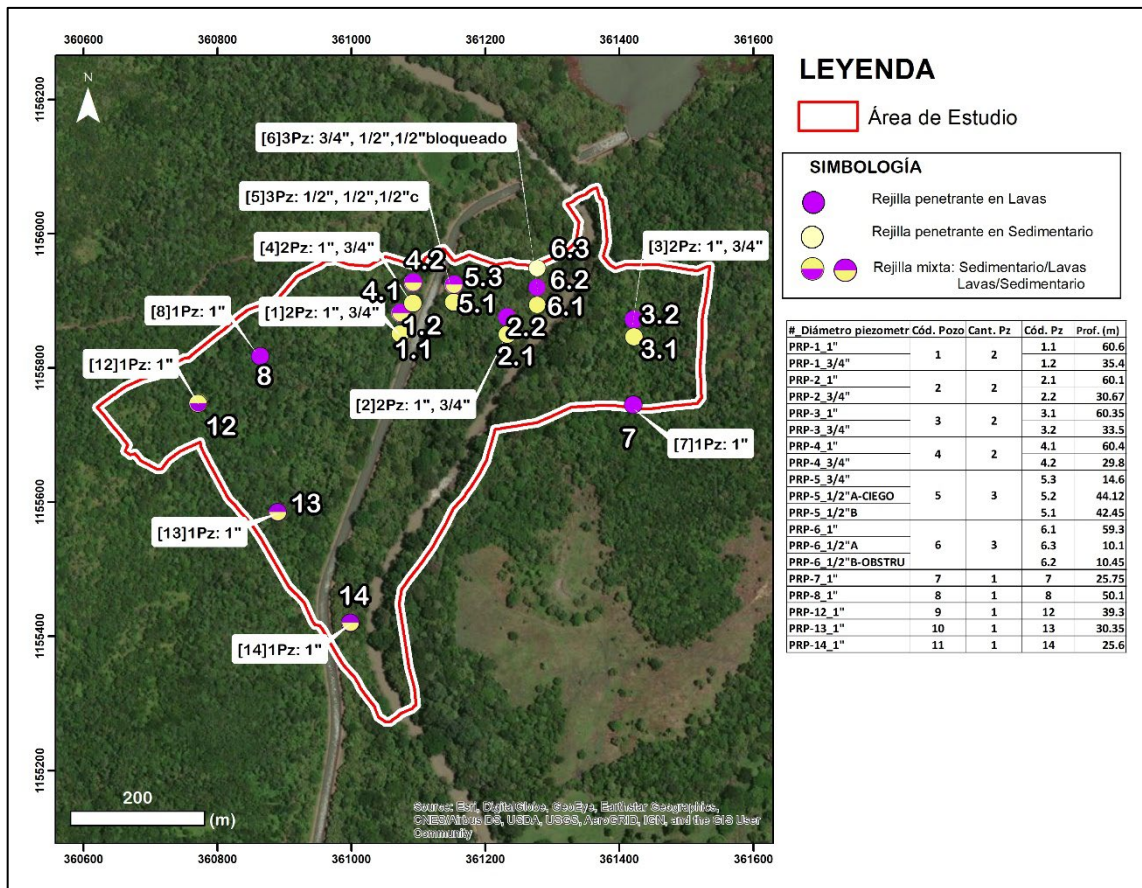 360600 360800 361000 361200 361400 361600
1156200
1156000
1155800
1155600
1155400
1155200
N
[6]3Pz: 3/4", 1/2",1/2"bloqueado
[5]3Pz: 1/2", 1/2",1/2"c
[4]2Pz: 1", 3/4"
[3]2Pz: 1", 3/4"
6.3
4.2
5.3
6.2
[8]1Pz: 1"
[1]2Pz: 1", 3/4"
4.1
5.1
6.1
1.2
2.2
3.2
1.1
2.1
3.1
8
[12]1Pz: 1"
12
[2]2Pz: 1", 3/4"
7
[7]1Pz: 1"
13
[13]1Pz: 1"
14
[14]1Pz: 1"
200
(m)
Source: Esri, DigitalGlobe, GeoEye, Earthstar Geographics,
CNES/Airbus DS, USDA, USGS, AeroGRID, IGN, and the GIS User
Community
360600 360800 361000 361200 361400 361600
LEYENDA
Área de Estudio
SIMBOLOGÍA
Rejilla penetrante en Lavas
Rejilla penetrante en Sedimentario
Rejilla mixta: Sedimentario/Lavas
Lavas/Sedimentario
#_Diámetro piezometr Cód. Pozo Cant. Pz Cód. Pz Prof. (m)
PRP-1_1" 1 2 1.1 60.6
PRP-1_3/4" 1.2 35.4
PRP-2_1" 2 2 2.1 60.1
PRP-2_3/4" 2.2 30.67
PRP-3_1" 3 2 3.1 60.35
PRP-3_3/4" 3.2 33.5
PRP-4_1" 4 2 4.1 60.4
PRP-4_3/4" 4.2 29.8
PRP-5_3/4" 5.3 14.6
PRP-5_1/2"A-CIEGO 5 3 5.2 44.12
PRP-5_1/2"B 5.1 42.45
PRP-6_1" 6.1 59.3
PRP-6_1/2"A 6 3 6.3 10.1
PRP-6_1/2"B-OBSTRU 6.2 10.45
PRP-7_1" 7 1 7 25.75
PRP-8_1" 8 1 8 50.1
PRP-12_1" 9 1 12 39.3
PRP-13_1" 10 1 13 30.35
PRP-14_1" 11 1 14 25.6